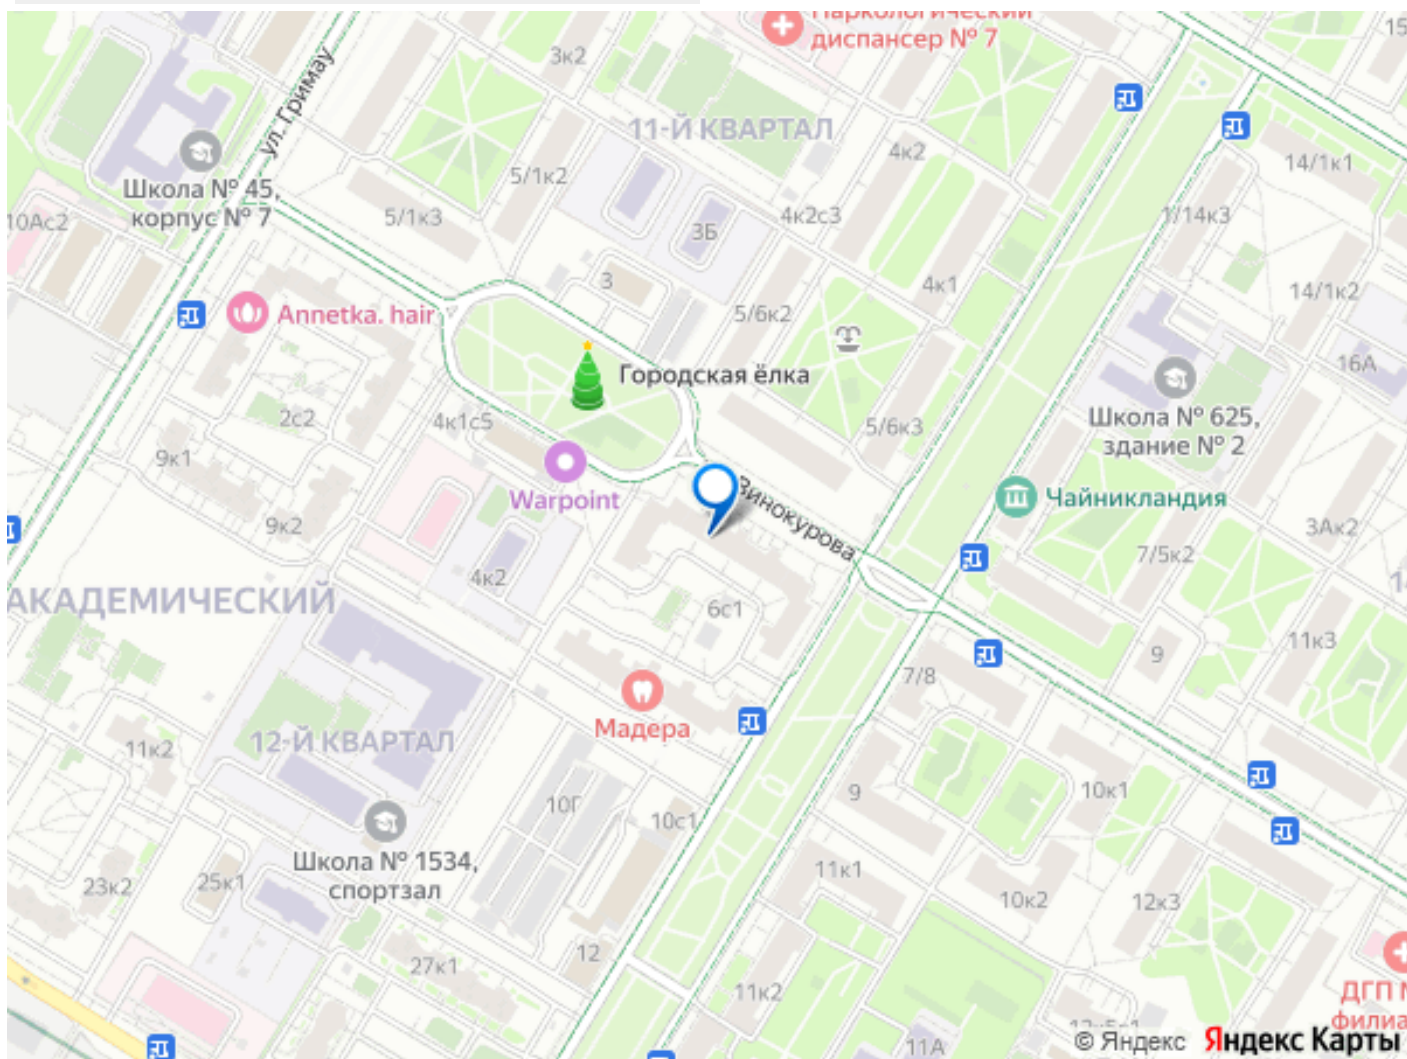 Наркологический
диспансер № 7
15
3к2
ул. Гримау
11-Й КВАРТАЛ
4к2
14/1к1
Школа № 45,
корпус № 7
5/1к2
10Ас2
5/1к3
4к2с3
1/14к3
3Б
3
4к1
14/1к2
Annetka. hair
5/6к2
16А
Городская ёлка
2с2
4к1с5
5/6к3
Школа № 625,
здание № 2
9к1
Warpoint
Винокурова
Чайникландия
9к2
3Ак2
7/5к2
4к2
АКАДЕМИЧЕСКИЙ
6с1
9
11к3
7/8
Мадера
12-Й КВАРТАЛ
11к2
9
10к1
10Г
10с1
Школа № 1534,
спортзал
11к1
23к2
25к1
10к2
12к3
12
27к1
11к2
ДГП
филиа
11А
© Яндекс Яндекс Карты